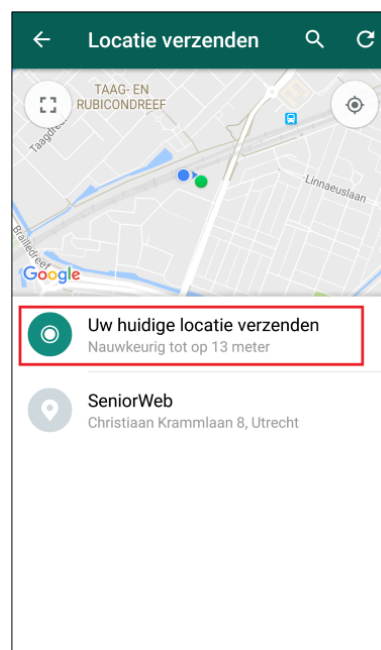 Locatie verzenden
TAAG- EN
RUBICONDREEF
Taagdreef
Linnaeuslaan
Brailledreef
Google
Uw huidige locatie verzenden
Nauwkeurig tot op 13 meter
SeniorWeb
Christiaan Krammlaan 8, Utrecht